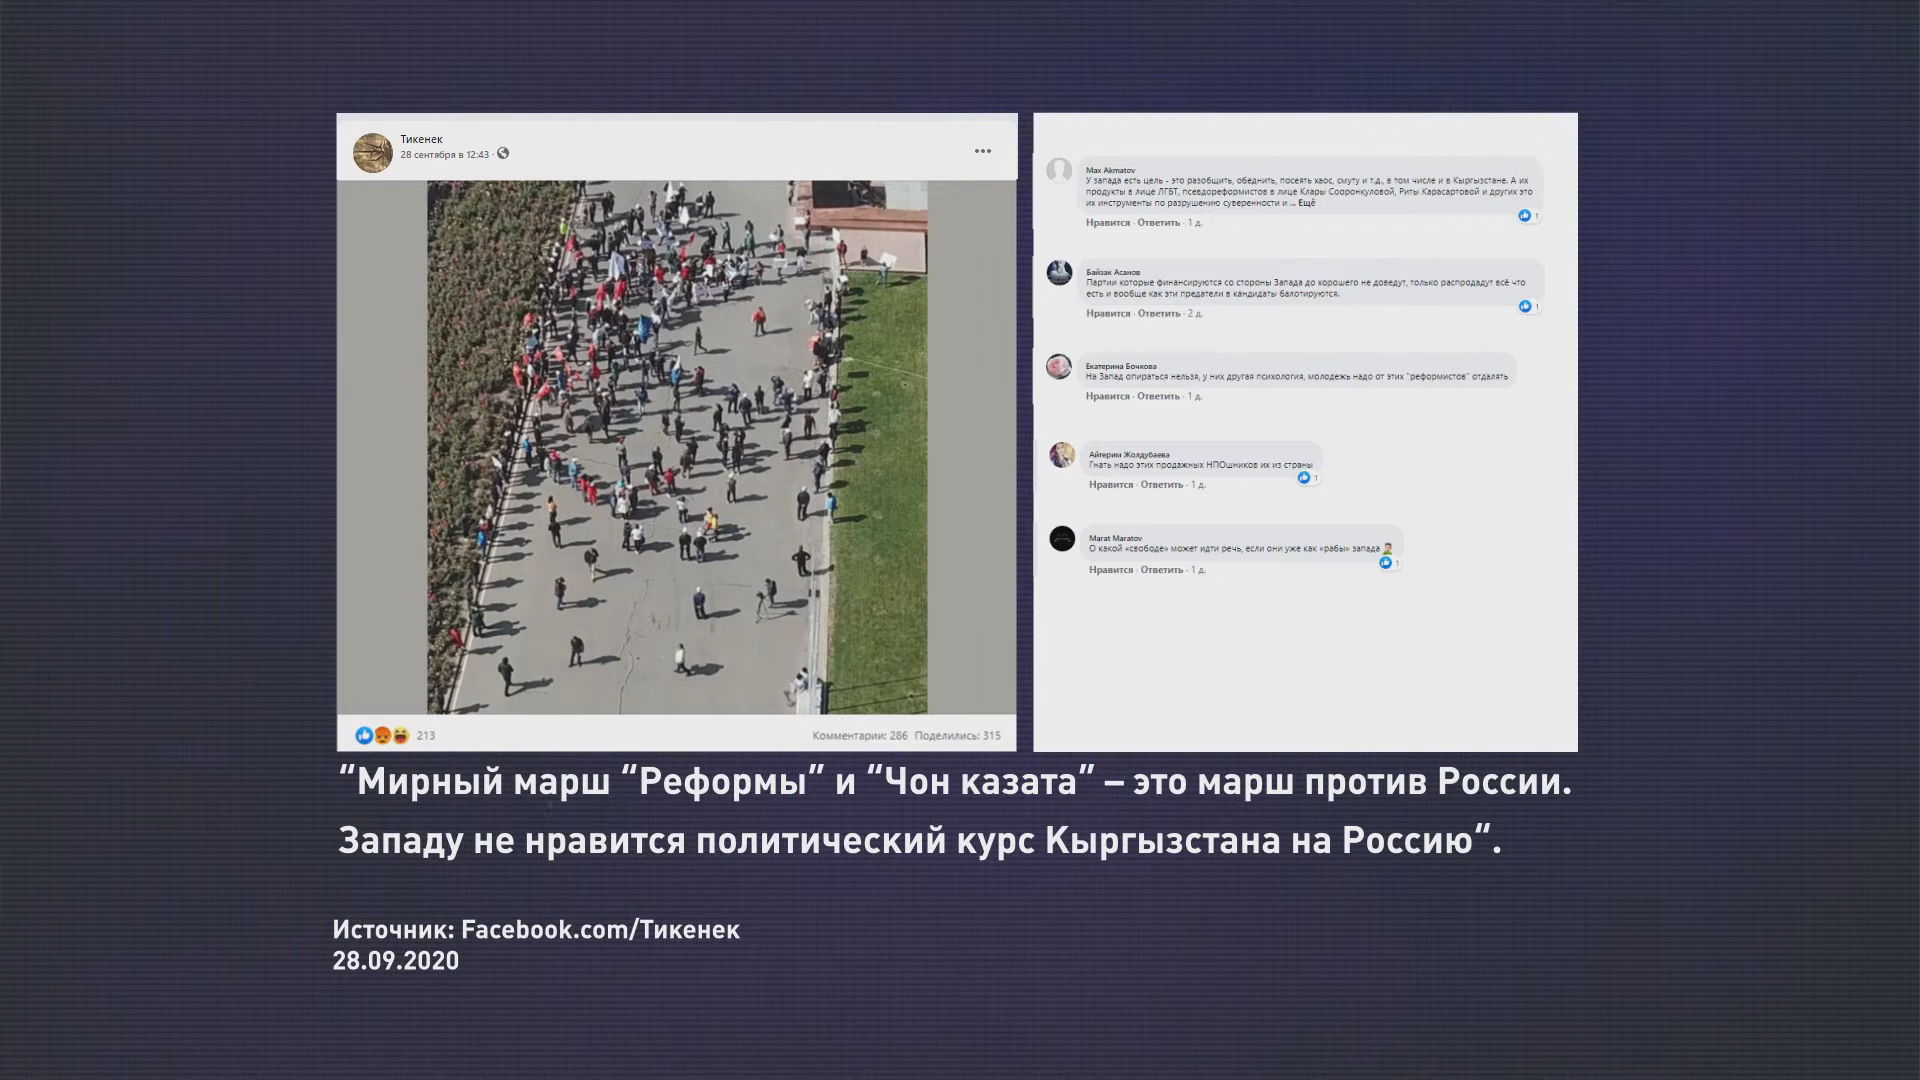 Тикенек
28 сентября в 12:43 ·
213
Комментарии: 286 Поделились: 315
Max Akmatov
У запада есть цель - это разобщить, обеднить, посеять хаос, смуту и т.д., в том числе и в Кыргызстане. А их
продукты в лице ЛГБТ, псевдореформистов в лице Клары Сооронкуловой, Риты Карасартовой и других это
их инструменты по разрушению суверенности и ... Ещё
1
Нравится · Ответить · 1 д.
Байзак Асанов
Партии которые финансируются со стороны Запада до хорошего не доведут, только распродадут всё что
есть и вообще как эти предатели в кандидаты балотируются.
1
Нравится · Ответить · 2 д.
Екатерина Бочкова
На Запад опираться нельзя, у них другая психология, молодежь надо от этих "реформистов" отдалять
Нравится · Ответить · 1 д.
Айгерим Жолдубаева
Гнать надо этих продажных НПОшников их из страны
1
Нравится · Ответить · 1 д.
Marat Maratov
О какой «свободе» может идти речь, если они уже как «рабы» запада
1
Нравится · Ответить · 1 д.
“Мирный марш “Реформы” и “Чон казата” – это марш против России.
Западу не нравится политический курс Кыргызстана на Россию“.
Источник: Facebook.com/Тикенек
28.09.2020